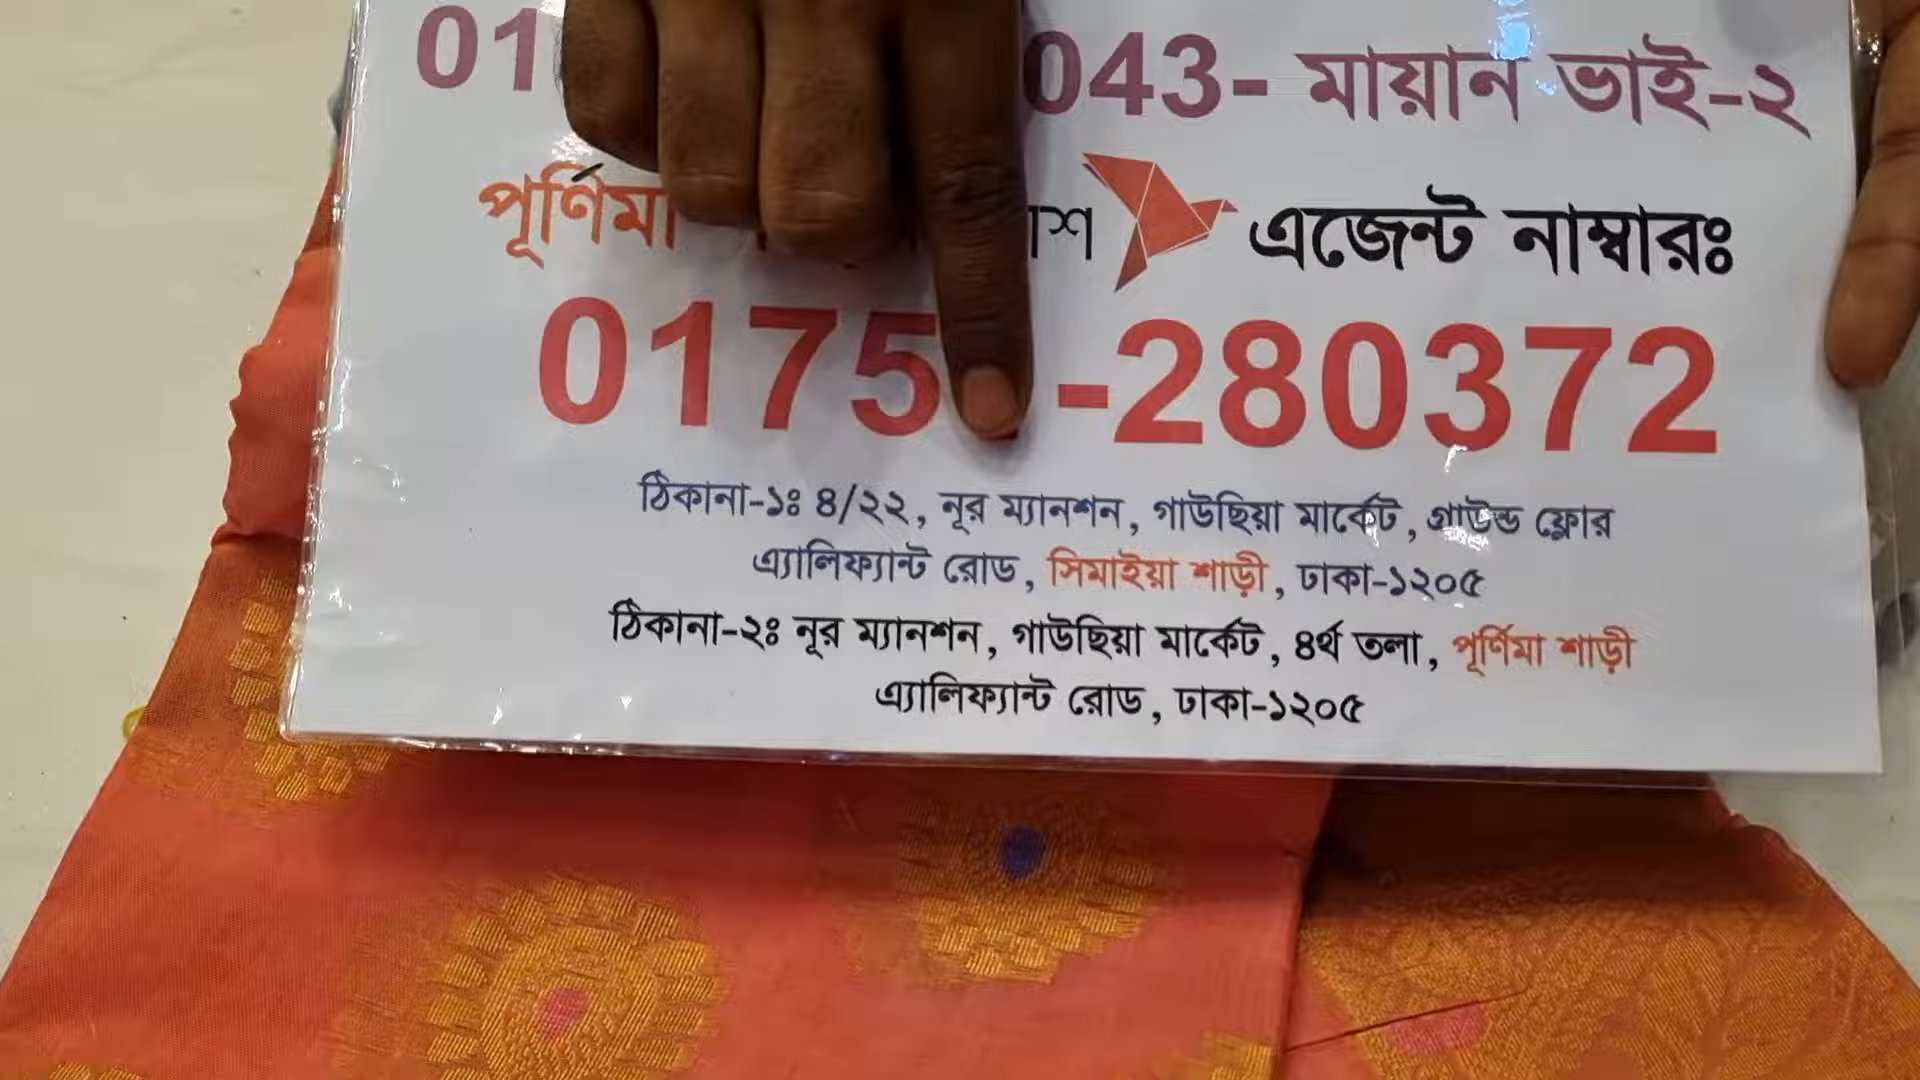 043- মায়ান ভাই-২
পূর্ণিমা এজেন্ট নাম্বারঃ
0175 -280372
ঠিকানা-১ঃ ৪/২২, নূর ম্যানশন, গাউছিয়া মার্কেট, গ্রাউন্ড ফ্লোর
এ্যালিফ্যান্ট রোড, সিমাইয়া শাড়ী, ঢাকা-১২০৫
ঠিকানা-২ঃ নূর ম্যানশন, গাউছিয়া মার্কেট, ৪র্থ তলা, পূর্ণিমা শাড়ী
এ্যালিফ্যান্ট রোড, ঢাকা-১২০৫